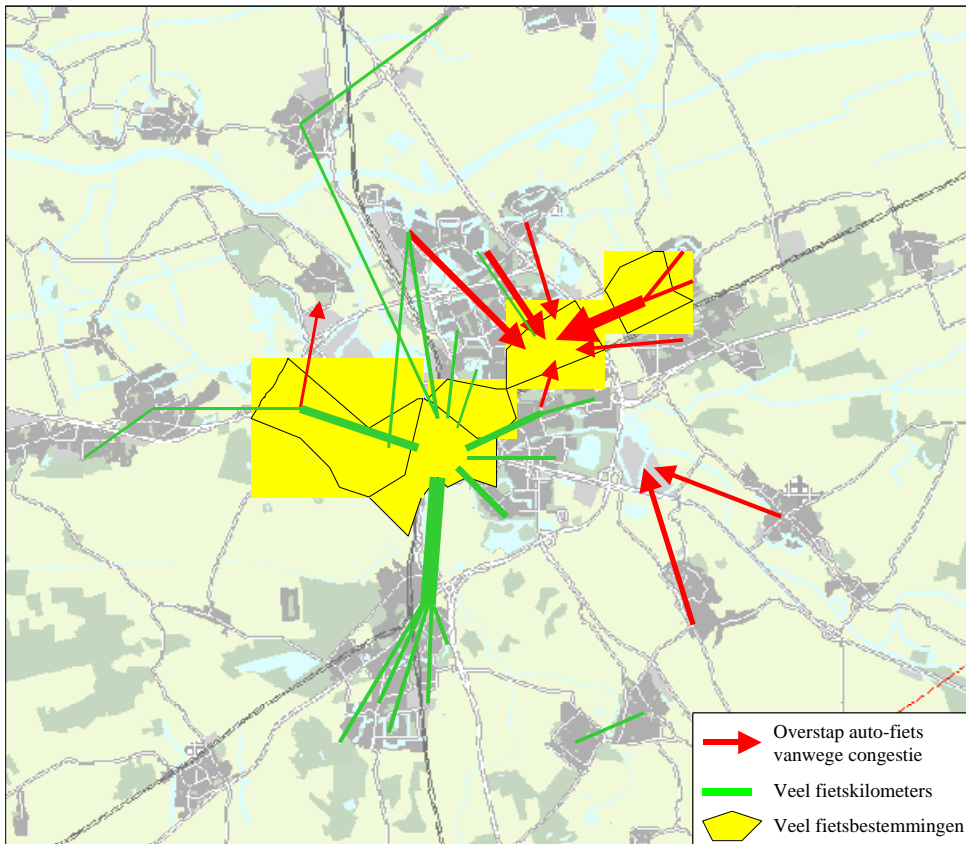 Overstap auto-fiets
vanwege congestie
Veel fietskilometers
Veel fietsbestemmingen